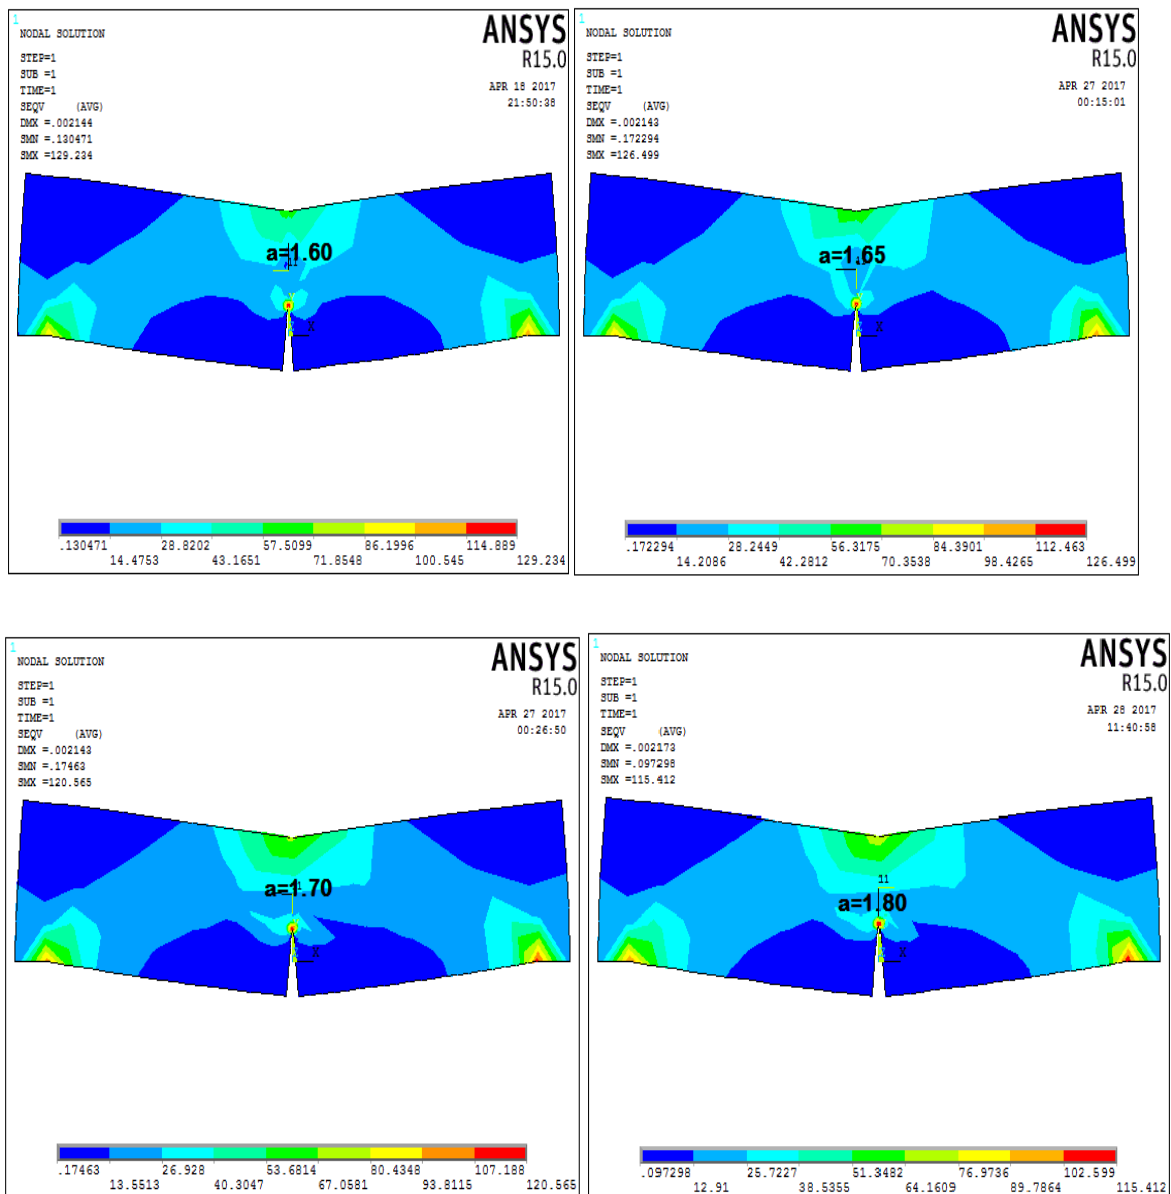 1
NODAL SOLUTION
ANSYS
R15.0
STEP=1
SUB =1
TIME=1
SEQV (AVG)
DMX =.002144
SMN =.130471
SMX =129.234
APR 18 2017
21:50:38
a=1.60
X
.130471 28.8202 57.5099 86.1996 114.889
14.4753 43.1651 71.8548 100.545 129.234
1
NODAL SOLUTION
ANSYS
R15.0
STEP=1
SUB =1
TIME=1
SEQV (AVG)
DMX =.002143
SMN =.172294
SMX =126.499
APR 27 2017
00:15:01
a=1.65
X
.172294 28.2449 56.3175 84.3901 112.463
14.2086 42.2812 70.3538 98.4265 126.499
1
NODAL SOLUTION
ANSYS
R15.0
STEP=1
SUB =1
TIME=1
SEQV (AVG)
DMX =.002143
SMN =.17463
SMX =120.565
APR 27 2017
00:26:50
a=1.70
X
.17463 26.928 53.6814 80.4348 107.188
13.5513 40.3047 67.0581 93.8115 120.565
1
NODAL SOLUTION
ANSYS
R15.0
STEP=1
SUB =1
TIME=1
SEQV (AVG)
DMX =.002173
SMN =.097298
SMX =115.412
APR 28 2017
11:40:58
11
a=1.80
X
.097298 25.7227 51.3482 76.9736 102.599
12.91 38.5355 64.1609 89.7864 115.412